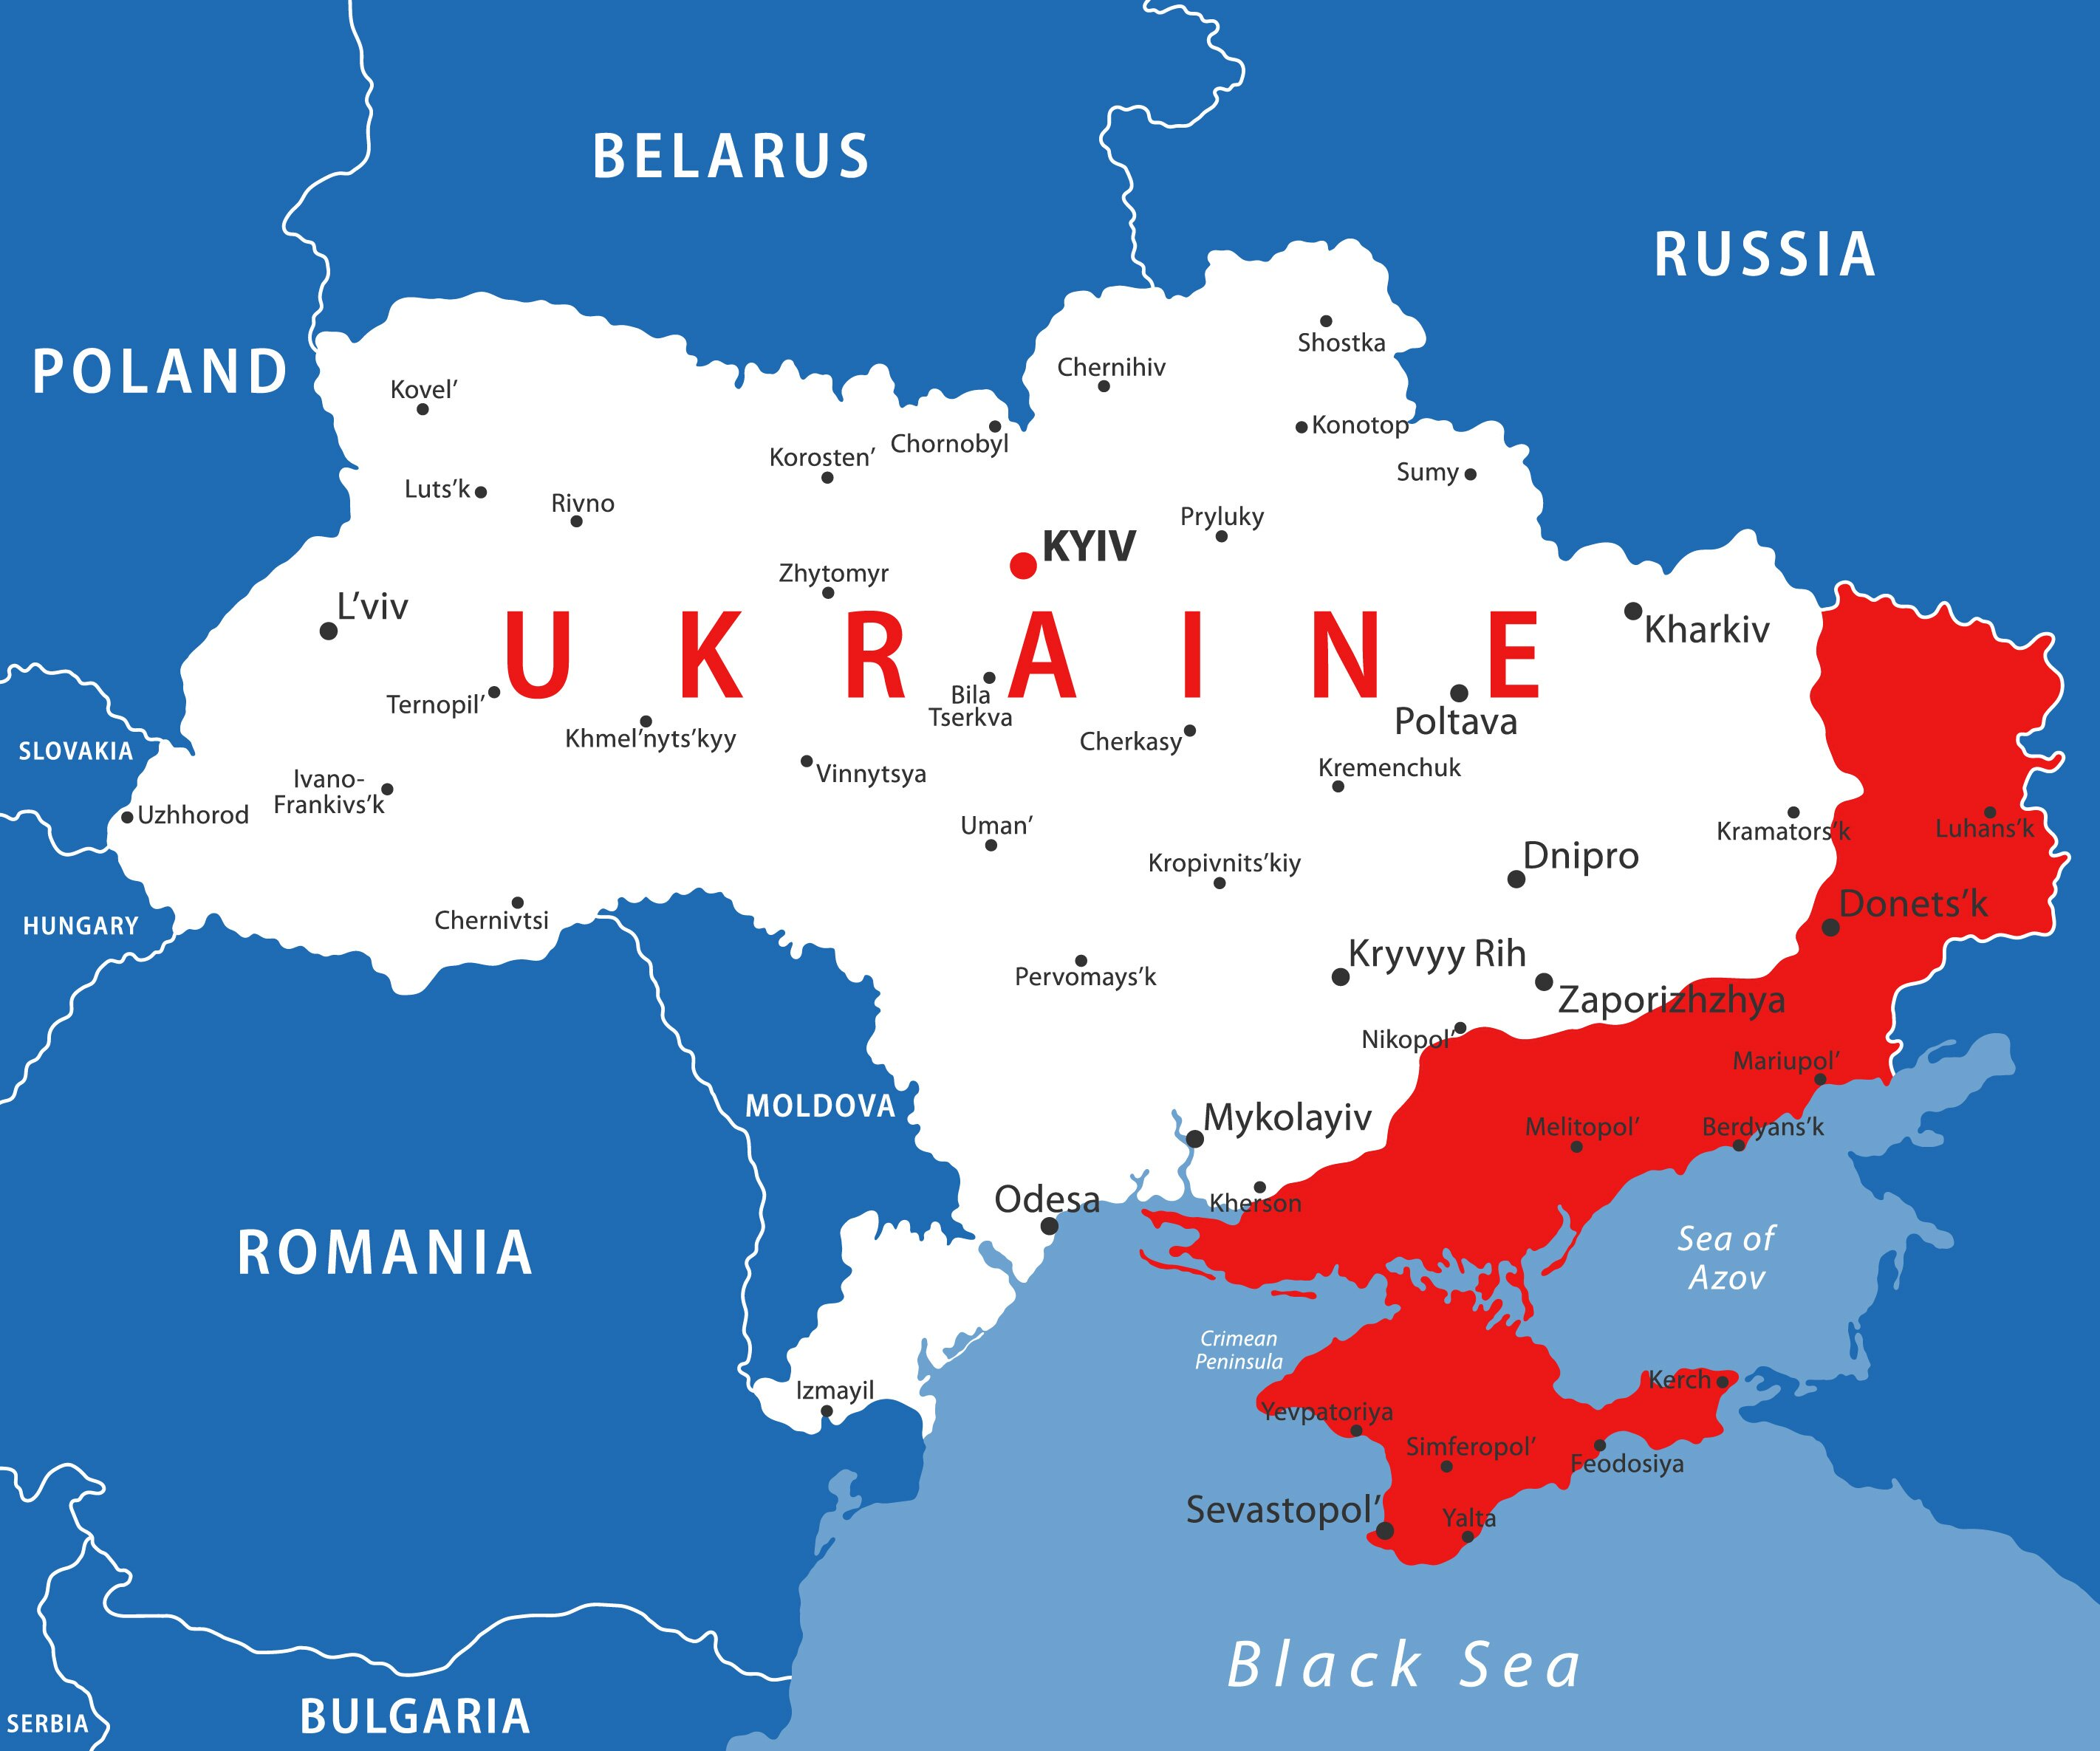 BELARUS
RUSSIA
POLAND
Shostka
Chernihiv
Kovel’
Konotop
Chornobyl
Korosten’
Sumy
Luts’k
Rivno
Pryluky
KYIV
Zhytomyr
L’viv
Kharkiv
UKRAINE
Ternopil’
Bila
Tserkva
Poltava
Khmel’nyts’kyy
Cherkasy
SLOVAKIA
Vinnytsya
Kremenchuk
Ivano-
Frankivs’k
Uzhhorod
Uman’
Kramators’k
Luhans’k
Dnipro
Kropivnits’kiy
Donets’k
HUNGARY
Chernivtsi
Kryvyy Rih
Pervomays’k
Zaporizhzhya
Nikopol’
Mariupol’
MOLDOVA
Mykolayiv
Melitopol’
Berdyans’k
Odesa
Kherson
ROMANIA
Sea of
Azov
Crimean
Peninsula
Kerch
Izmayil
Yevpatoriya
Simferopol’
Feodosiya
Sevastopol’
Yalta
Black Sea
BULGARIA
SERBIA